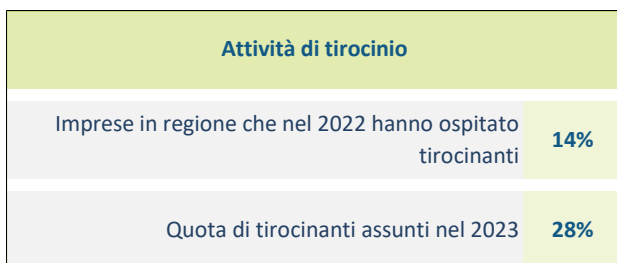 Attività di tirocinio
Imprese in regione che nel 2022 hanno ospitato
tirocinanti
14%
Quota di tirocinanti assunti nel 2023
28%